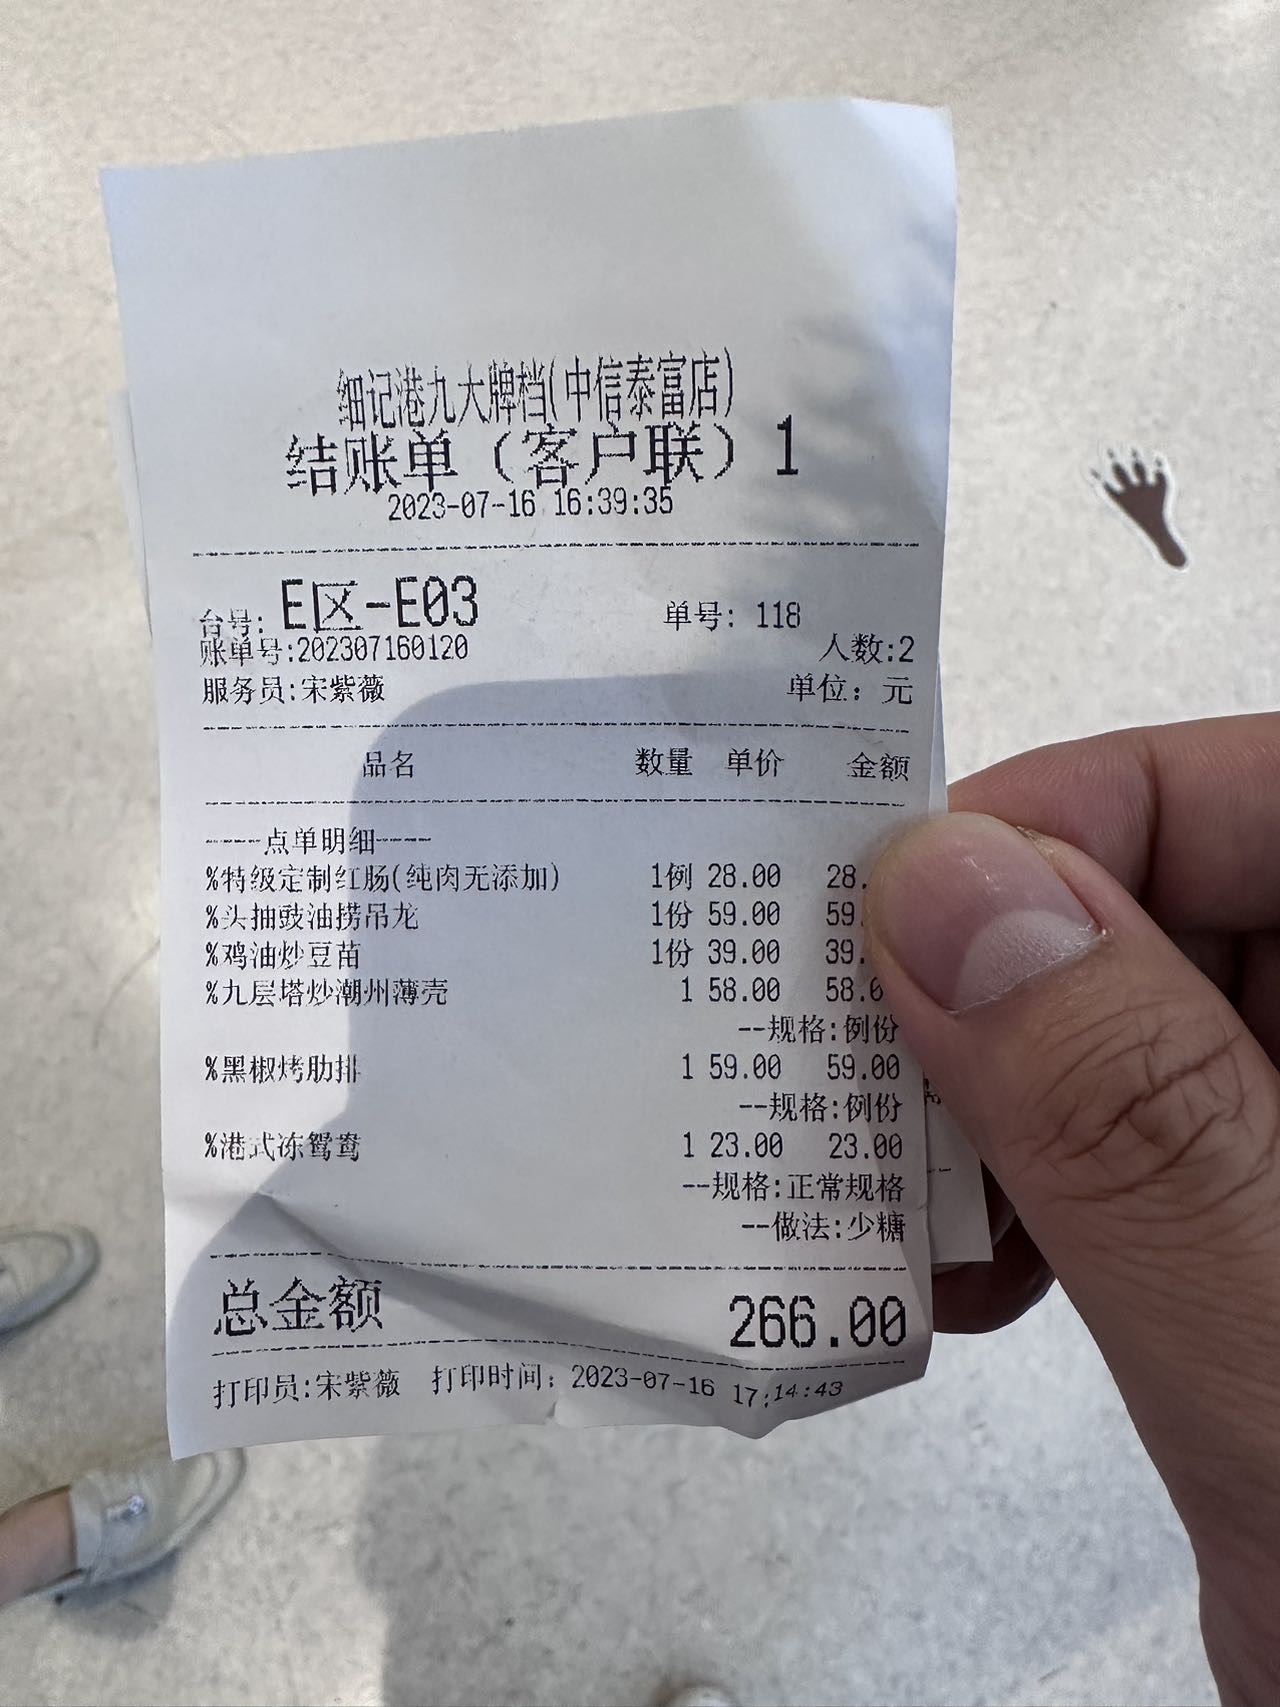 细记港九大牌档(中信泰富店)
结账单（客户联）1
2023-07-16 16:39:35
台号: E区-E03 单号: 118
账单号:202307160120 人数:2
服务员:宋紫薇 单位: 元
品名 数量 单价 金额
----点单明细----
%特级定制红肠(纯肉无添加) 1例 28.00 28.
%头抽豉油捞吊龙 1份 59.00 59.
%鸡油炒豆苗 1份 39.00 39.
%九层塔炒潮州薄壳 1 58.00 58.0
--规格:例份
%黑椒烤肋排 1 59.00 59.00
--规格:例份
%港式冻鸳鸯 1 23.00 23.00
--规格:正常规格
--做法:少糖
总金额 266.00
打印员:宋紫薇 打印时间: 2023-07-16 17:14:43